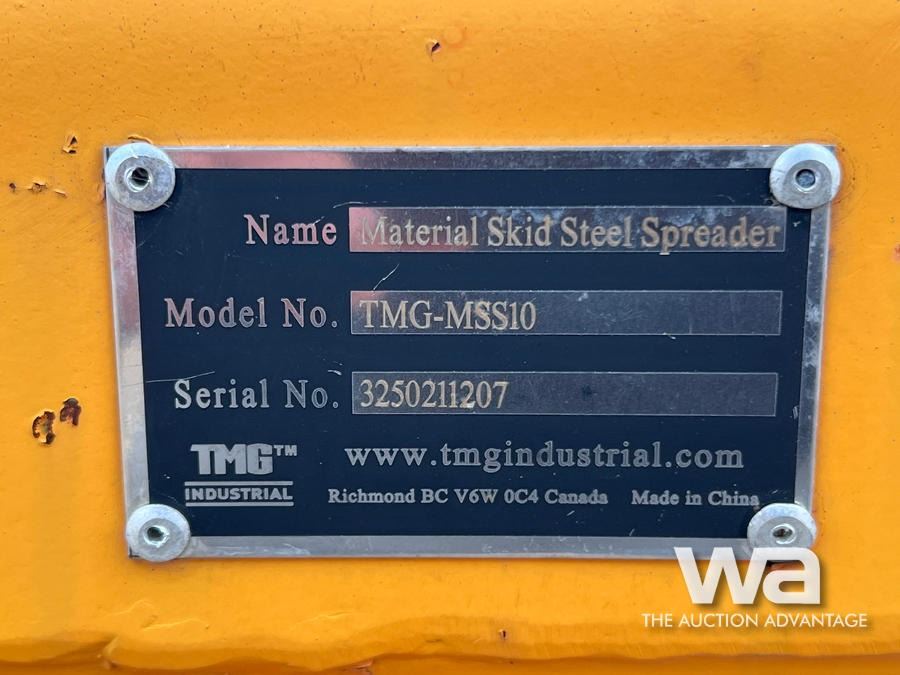 Name Material Skid Steel Spreader
Model No. TMG-MSS10
Serial No. 3250211207
TMG™ www.tmgindustrial.com
INDUSTRIAL Richmond BC V6W 0C4 Canada Made in China
wa
THE AUCTION ADVANTAGE